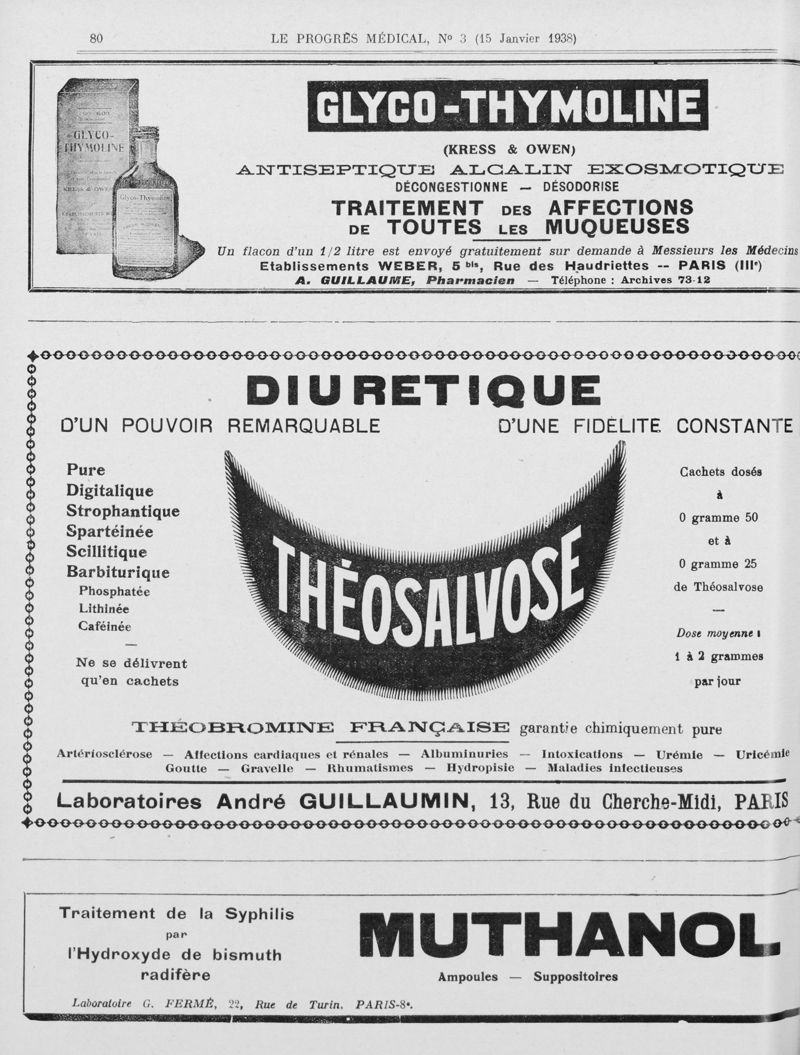 80
LE PROGRÈS MÉDICAL, No 3 (15 Janvier 1938)
GLYCO-THYMOLINE
GLYCO-
THYMOLINE
Glyco-Thymoline
(KRESS & OWEN)
ANTISEPTIQUE ALCALIN EXOSMOTIQUE
DÉCONGESTIONNE — DÉSODORISE
TRAITEMENT DES AFFECTIONS
DE TOUTES LES MUQUEUSES
Un flacon d'un 1/2 litre est envoyé gratuitement sur demande à Messieurs les Médecins
Etablissements WEBER, 5 bis, Rue des Haudriettes -- PARIS (IIIe)
A. GUILLAUME, Pharmacien — Téléphone : Archives 73-12
DIURETIQUE
D'UN POUVOIR REMARQUABLE
D'UNE FIDÉLITE CONSTANTE
Pure
Digitalique
Strophantique
Spartéinée
Scillitique
Barbiturique
Phosphatée
Lithinée
Caféinée
—
Ne se délivrent
qu'en cachets
THÉOSALVOSE
Cachets dosés
à
0 gramme 50
et à
0 gramme 25
de Théosalvose
—
Dose moyenne :
1 à 2 grammes
par jour
THÉOBROMINE FRANÇAISE garantie chimiquement pure
Artériosclérose — Affections cardiaques et rénales — Albuminuries — Intoxications — Urémie — Uricémie
Goutte — Gravelle — Rhumatismes — Hydropisie — Maladies infectieuses
Laboratoires André GUILLAUMIN, 13, Rue du Cherche-Midi, PARIS
Traitement de la Syphilis
par
l'Hydroxyde de bismuth
radifère
MUTHANOL
Ampoules — Suppositoires
Laboratoire G. FERMÉ, 22, Rue de Turin, PARIS-8e.